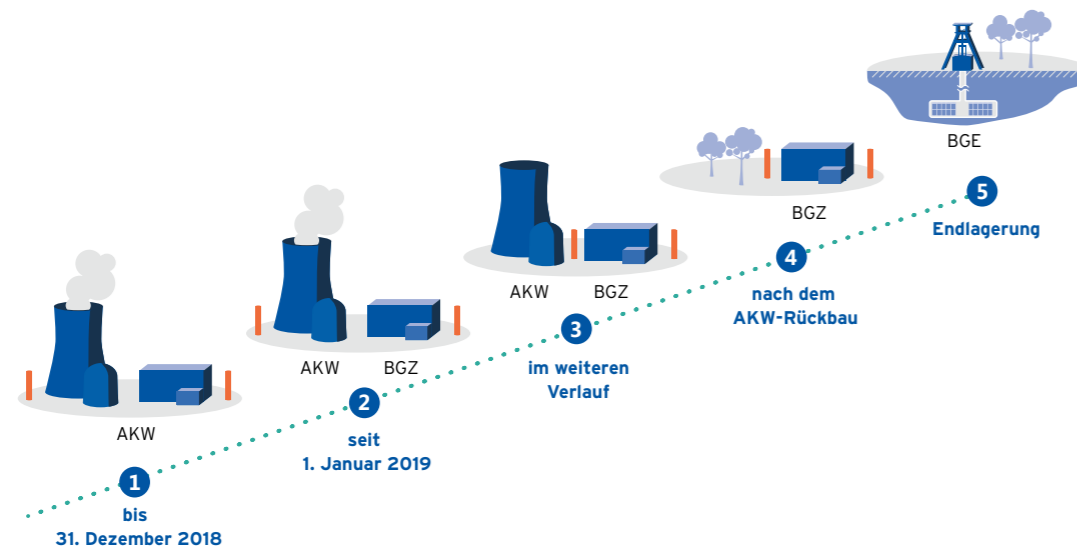 AKW
1
bis
31. Dezember 2018
AKW BGZ
2
seit
1. Januar 2019
AKW BGZ
3
im weiteren
Verlauf
BGZ
4
nach dem
AKW-Rückbau
BGE
5
Endlagerung